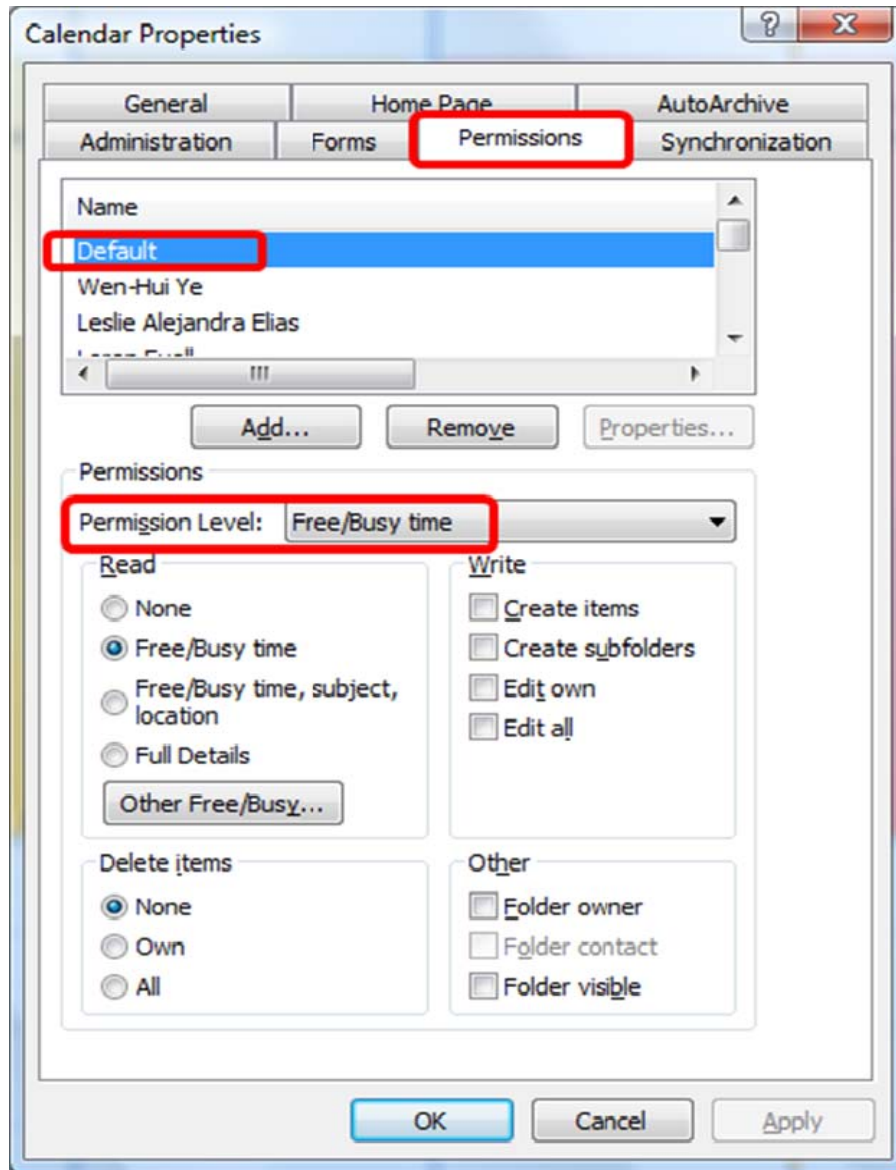 Calendar Properties
General Home Page AutoArchive
Administration Forms Permissions Synchronization
Name
Default
Wen-Hui Ye
Leslie Alejandra Elias
Add... Remove Properties...
Permissions
Permission Level: Free/Busy time
Read
None
Free/Busy time
Free/Busy time, subject,
location
Full Details
Other Free/Busy...
Write
Create items
Create subfolders
Edit own
Edit all
Delete items
None
Own
All
Other
Folder owner
Folder contact
Folder visible
OK Cancel Apply